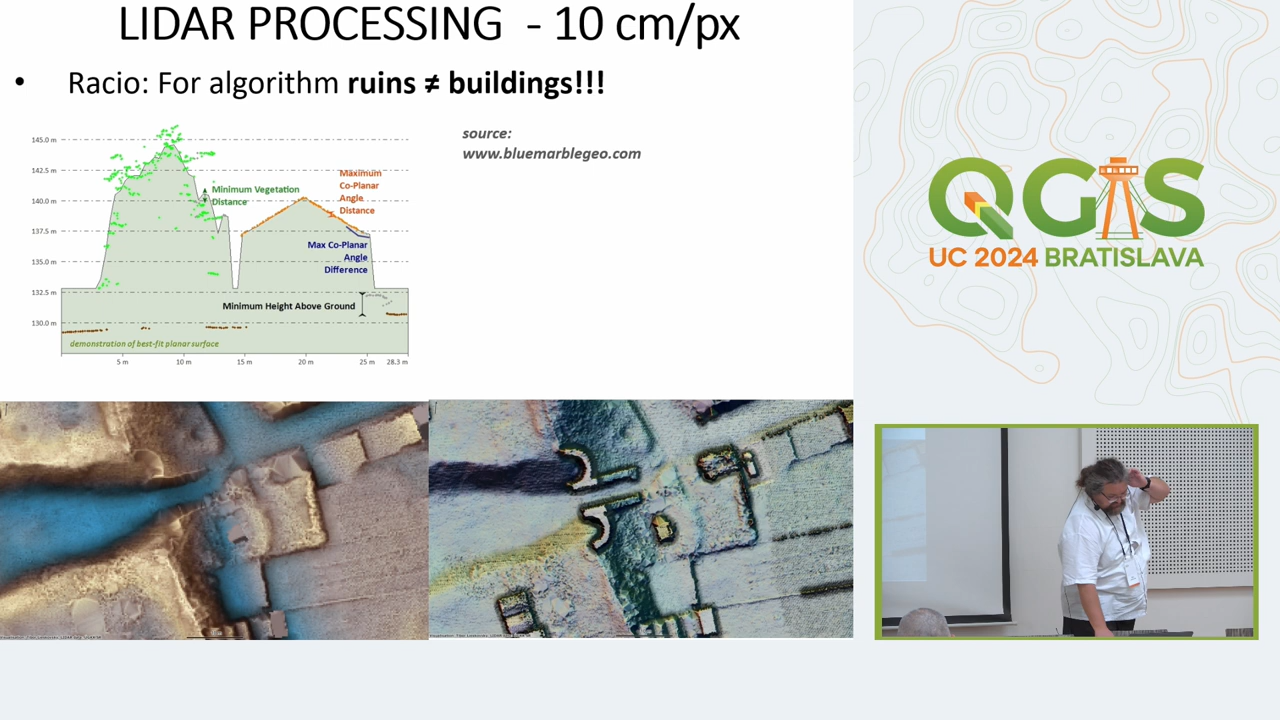 LIDAR PROCESSING - 10 cm/px
• Racio: For algorithm ruins ≠ buildings!!!
source:
www.bluemarblegeo.com
145.0 m
142.5 m
140.0 m
137.5 m
135.0 m
132.5 m
130.0 m
Minimum Vegetation
Distance
Maximum
Co-Planar
Angle
Distance
Max Co-Planar
Angle
Difference
Minimum Height Above Ground
demonstration of best-fit planar surface
5 m
10 m
15 m
20 m
25 m
28.3 m
QGIS
UC 2024 BRATISLAVA